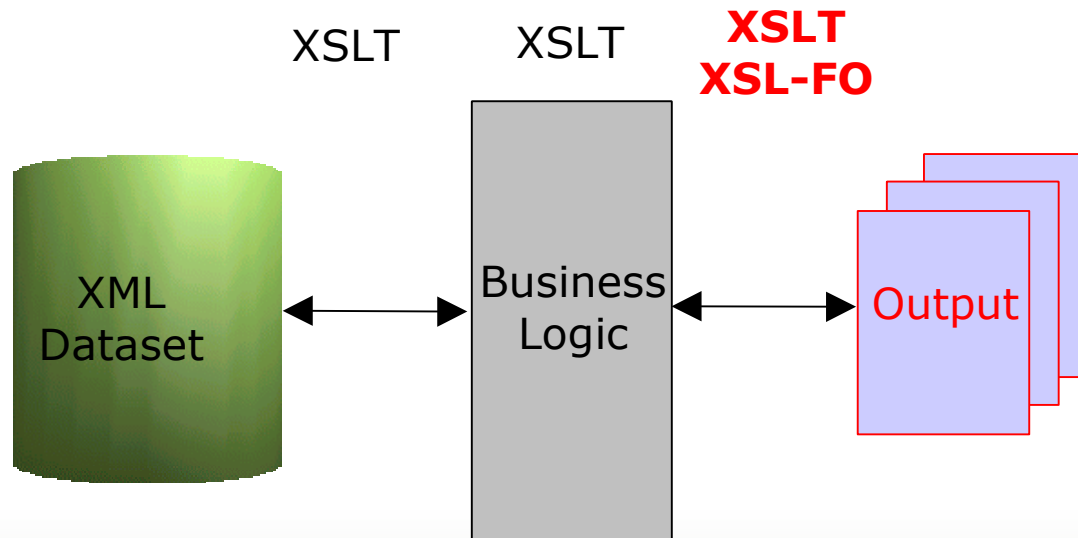 XSLT
XSLT
XSLT
XSL-FO
XML
Dataset
Business
Logic
Output